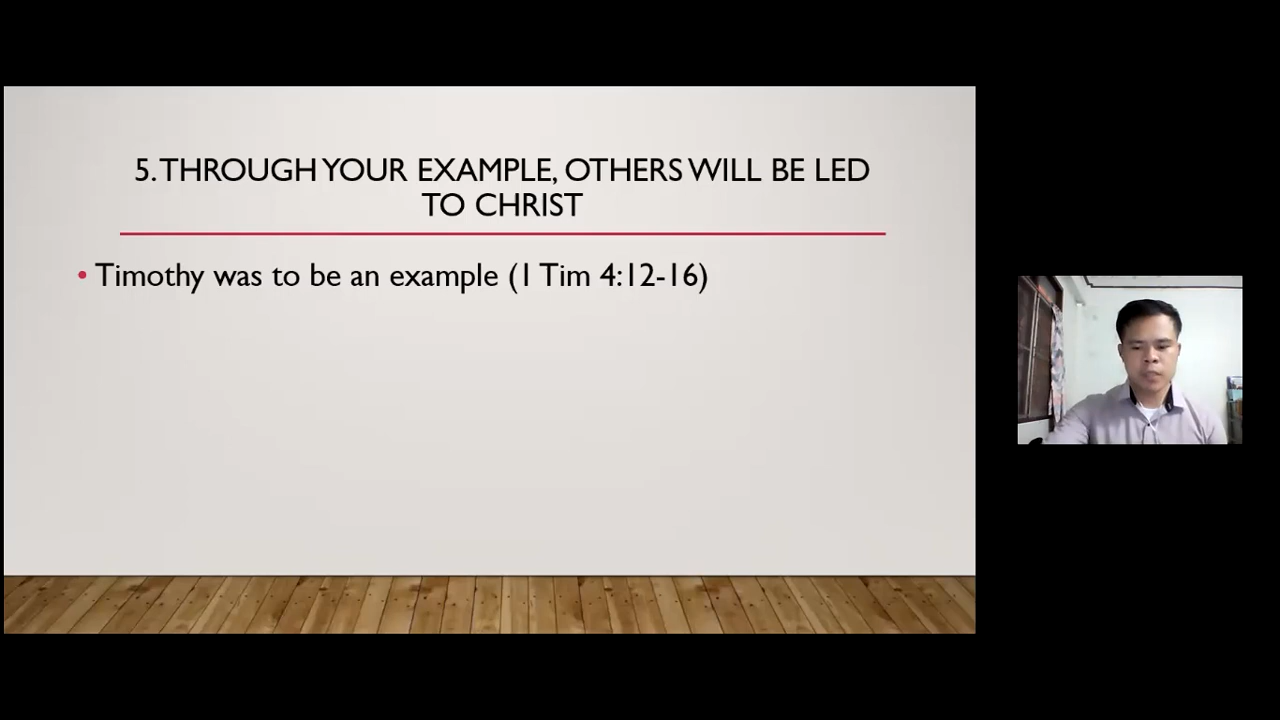 5. THROUGH YOUR EXAMPLE, OTHERS WILL BE LED
TO CHRIST
• Timothy was to be an example (1 Tim 4:12-16)